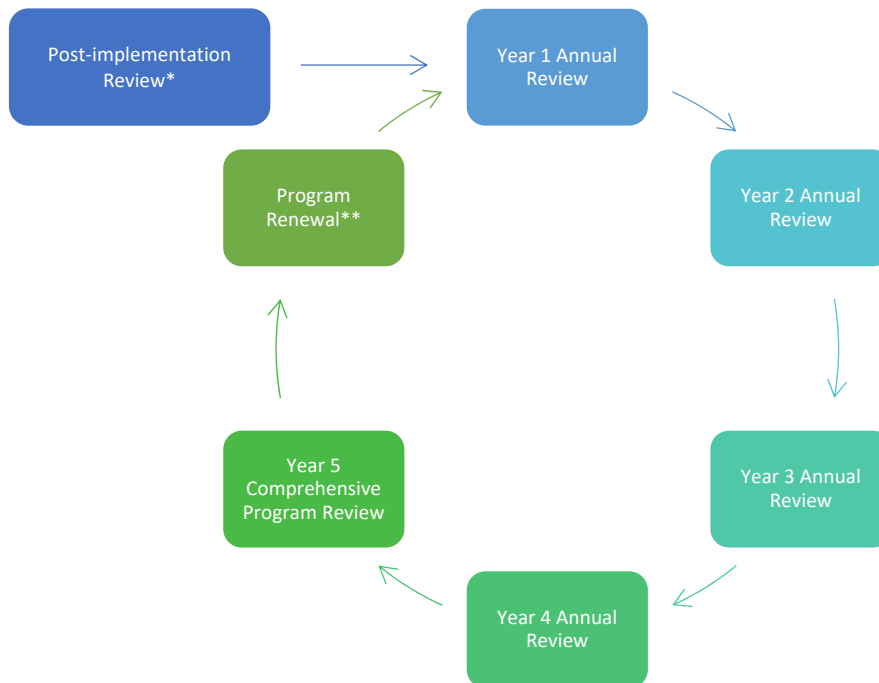 Post-implementation
Review*
Year 1 Annual
Review
Year 2 Annual
Review
Year 3 Annual
Review
Year 4 Annual
Review
Year 5
Comprehensive
Program Review
Program
Renewal**